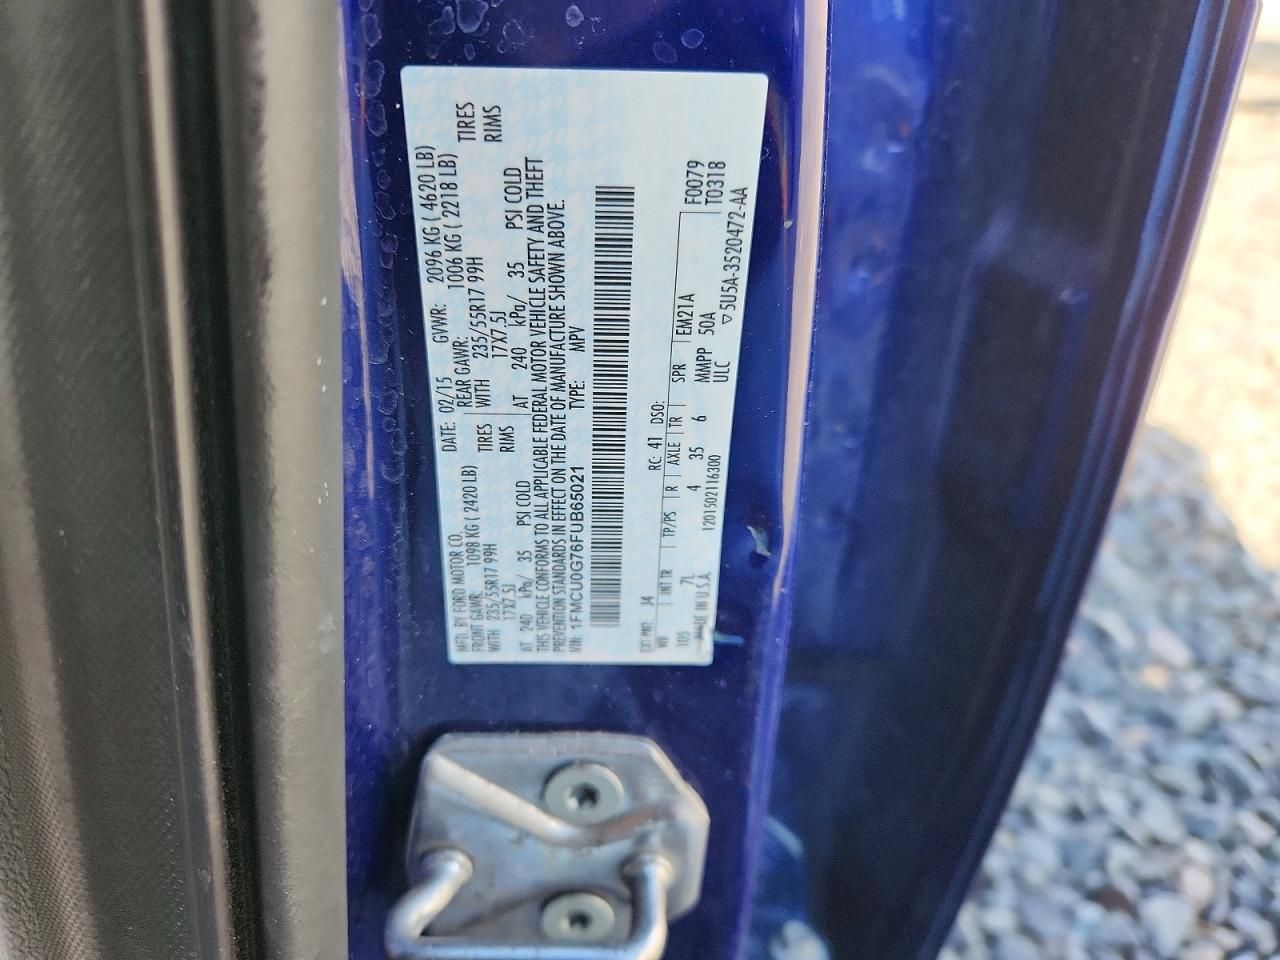 MFD. BY FORD MOTOR CO. DATE: 02/15 GVWR: 2096 KG ( 4620 LB)
FRONT GAWR: 1098 KG ( 2420 LB) REAR GAWR: 1006 KG ( 2218 LB)
WITH 235/55R17 99H TIRES WITH 235/55R17 99H TIRES
17X7.5J RIMS 17X7.5J RIMS
AT 240 kPa/ 35 PSI COLD AT 240 kPa/ 35 PSI COLD
THIS VEHICLE CONFORMS TO ALL APPLICABLE FEDERAL MOTOR VEHICLE SAFETY AND THEFT
PREVENTION STANDARDS IN EFFECT ON THE DATE OF MANUFACTURE SHOWN ABOVE.
VIN: 1FMCU0G76FUB65021 TYPE: MPV
EXT PNT: J4 RC: 41 DSO:
WB INT TR TP/PS R AXLE TR SPR EM21A F0079
105 7L 4 35 6 MMPP 50A T0318
MADE IN U.S.A. 1201502116300 ULC ▽5U5A-3520472-AA